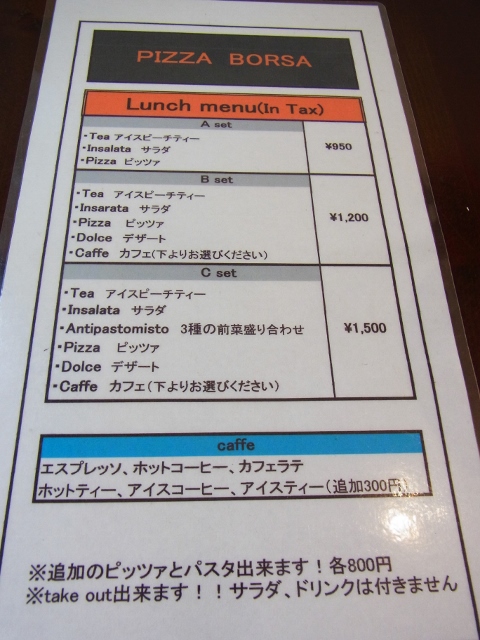 PIZZA BORSA
Lunch menu(In Tax)
A set
・Tea アイスピーチティー
・Insalata サラダ
・Pizza ピッツァ
¥950
B set
・Tea アイスピーチティー
・Insarata サラダ
・Pizza ピッツァ
・Dolce デザート
・Caffe カフェ(下よりお選びください)
¥1,200
C set
・Tea アイスピーチティー
・Insalata サラダ
・Antipastomisto 3種の前菜盛り合わせ
・Pizza ピッツァ
・Dolce デザート
・Caffe カフェ(下よりお選びください)
¥1,500
caffe
エスプレッソ、ホットコーヒー、カフェラテ
ホットティー、アイスコーヒー、アイスティー(追加300円)
※追加のピッツァとパスタ出来ます!各800円
※take out出来ます!!サラダ、ドリンクは付きません